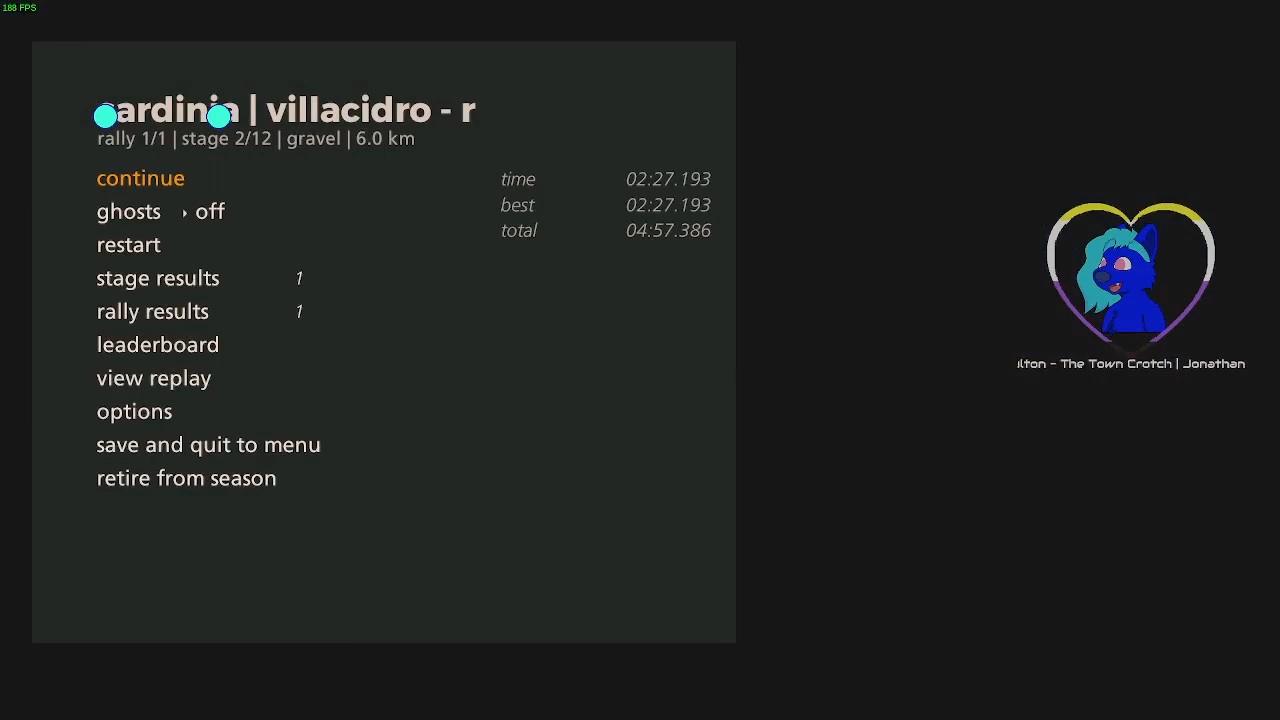 188 FPS
sardinia | villacidro - r
rally 1/1 | stage 2/12 | gravel | 6.0 km
continue
time 02:27.193
ghosts ‣ off
best 02:27.193
restart
total 04:57.386
stage results 1
rally results 1
leaderboard
view replay
options
save and quit to menu
retire from season
- The Town Crotch | Jonathan